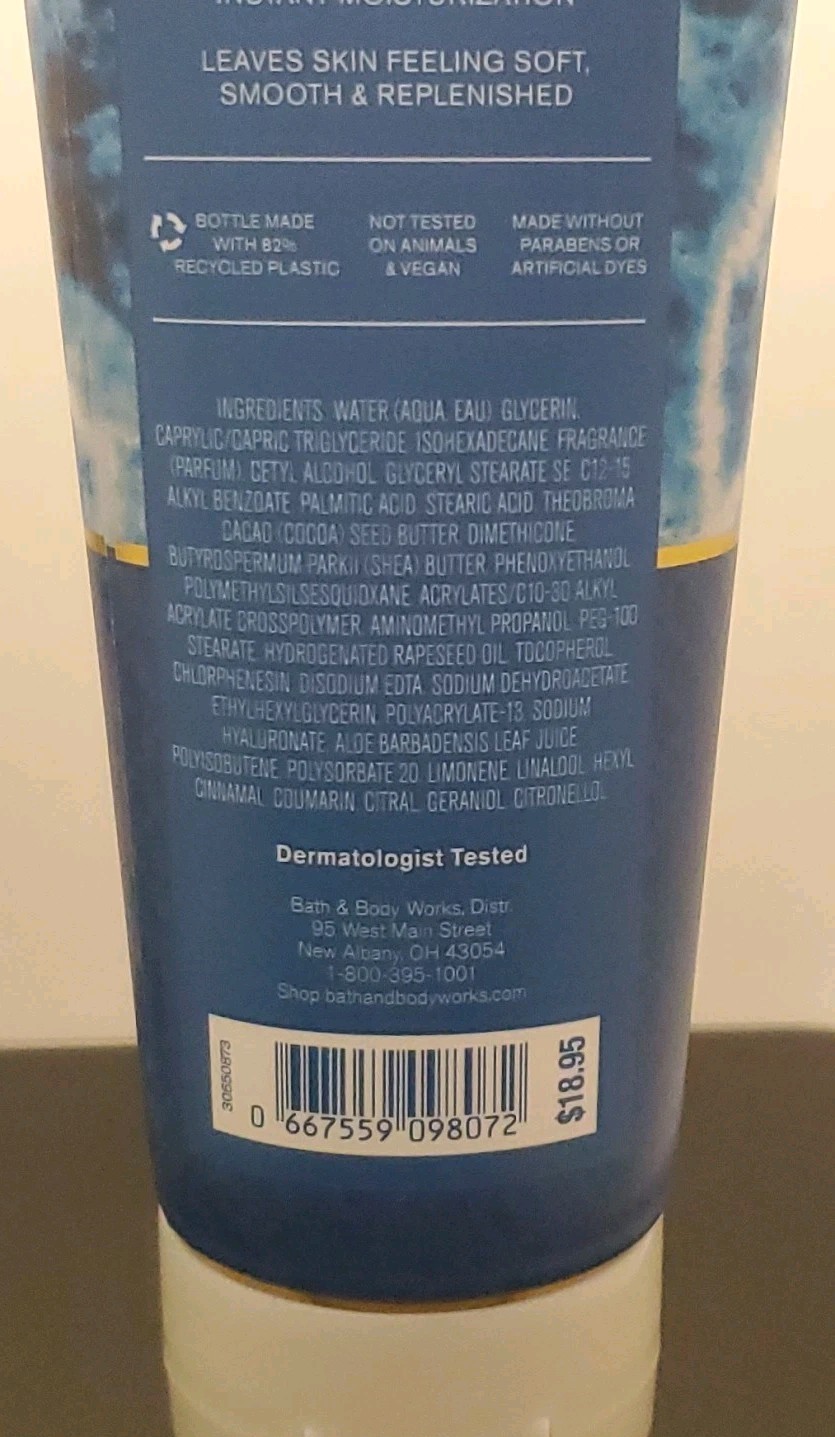 INSTANT MOISTURIZATION
LEAVES SKIN FEELING SOFT,
SMOOTH & REPLENISHED
BOTTLE MADE
WITH 82%
RECYCLED PLASTIC
NOT TESTED
ON ANIMALS
& VEGAN
MADE WITHOUT
PARABENS OR
ARTIFICIAL DYES
INGREDIENTS: WATER (AQUA, EAU), GLYCERIN,
CAPRYLIC/CAPRIC TRIGLYCERIDE, ISOHEXADECANE, FRAGRANCE
(PARFUM), CETYL ALCOHOL, GLYCERYL STEARATE SE, C12-15
ALKYL BENZOATE, PALMITIC ACID, STEARIC ACID, THEOBROMA
CACAO (COCOA) SEED BUTTER, DIMETHICONE,
BUTYROSPERMUM PARKII (SHEA) BUTTER, PHENOXYETHANOL,
POLYMETHYLSILSESQUIOXANE, ACRYLATES/C10-30 ALKYL
ACRYLATE CROSSPOLYMER, AMINOMETHYL PROPANOL, PEG-100
STEARATE, HYDROGENATED RAPESEED OIL, TOCOPHEROL,
CHLORPHENESIN, DISODIUM EDTA, SODIUM DEHYDROACETATE,
ETHYLHEXYLGLYCERIN, POLYACRYLATE-13, SODIUM
HYALURONATE, ALOE BARBADENSIS LEAF JUICE,
POLYISOBUTENE, POLYSORBATE 20, LIMONENE, LINALOOL, HEXYL
CINNAMAL, COUMARIN, CITRAL, GERANIOL, CITRONELLOL.
Dermatologist Tested
Bath & Body Works, Distr.
95 West Main Street
New Albany, OH 43054
1-800-395-1001
Shop bathandbodyworks.com
30650873
0 667559 098072
$18.95